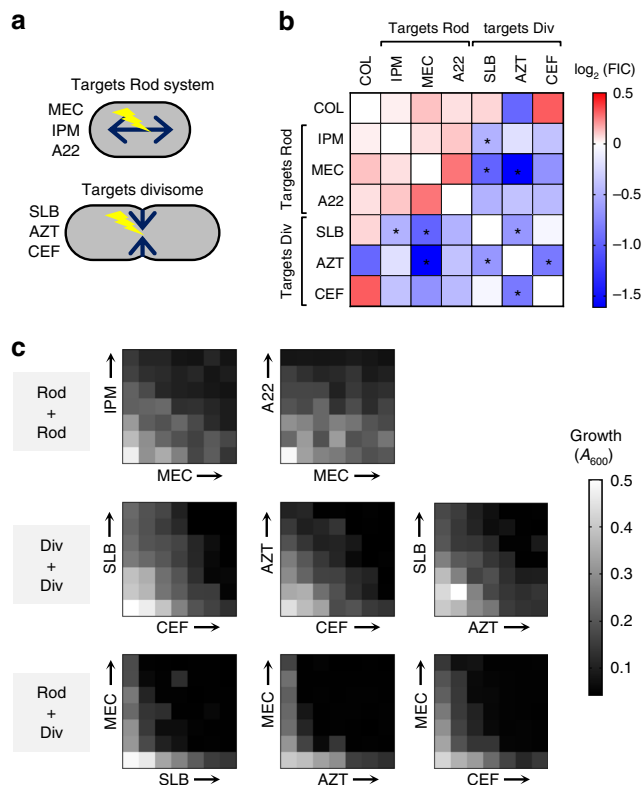 a
Targets Rod system
MEC
IPM
A22
Targets divisome
SLB
AZT
CEF
b
Targets Rod
targets Div
COL
IPM
MEC
A22
SLB
AZT
CEF
log2 (FIC)
COL
IPM
MEC
A22
SLB
AZT
CEF
Targets Rod
Targets Div
*
* *
* * *
* * *
*
0.5
0
−0.5
−1.0
−1.5
c
Rod
+
Rod
IPM
MEC
A22
MEC
Div
+
Div
SLB
CEF
AZT
CEF
SLB
AZT
Rod
+
Div
MEC
SLB
MEC
AZT
MEC
CEF
Growth
(A600)
0.5
0.4
0.3
0.2
0.1